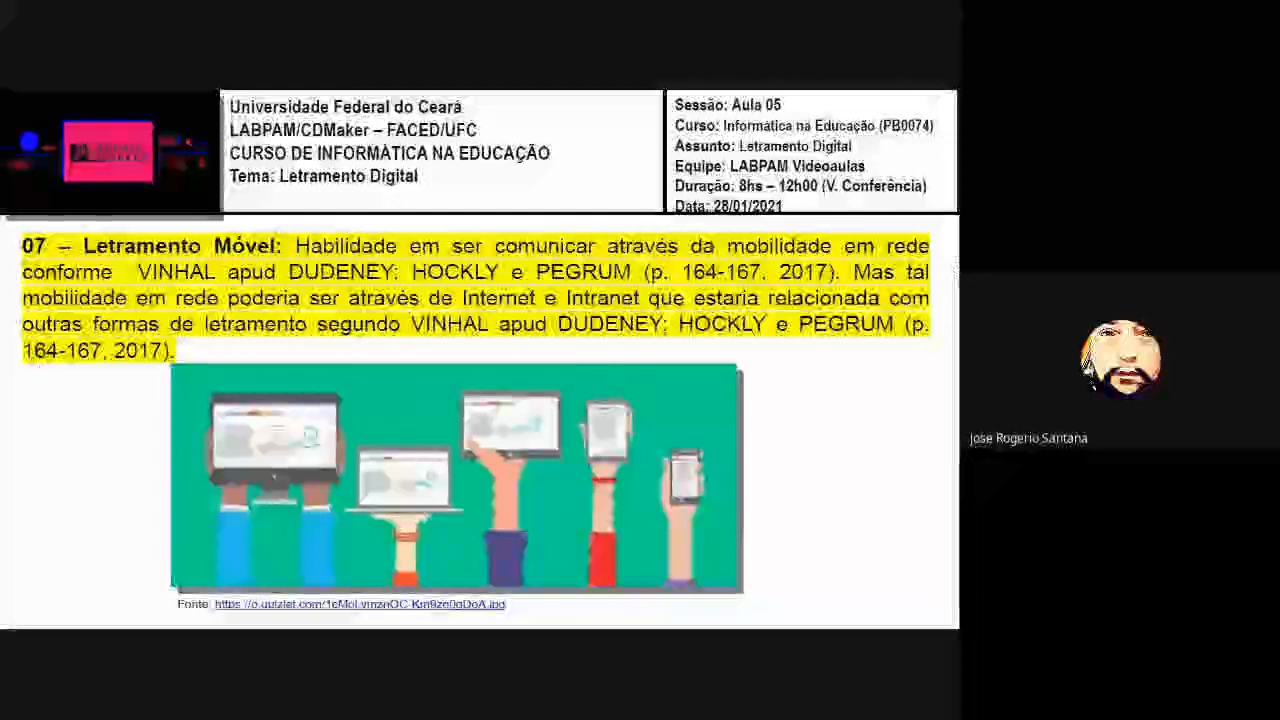 Universidade Federal do Ceará
LABPAM/CDMaker – FACED/UFC
CURSO DE INFORMÁTICA NA EDUCAÇÃO
Tema: Letramento Digital
Sessão: Aula 05
Curso: Informática na Educação (PB0074)
Assunto: Letramento Digital
Equipe: LABPAM Videoaulas
Duração: 8hs – 12h00 (V. Conferência)
Data: 28/01/2021
07 – Letramento Móvel: Habilidade em ser comunicar através da mobilidade em rede
conforme VINHAL apud DUDENEY; HOCKLY e PEGRUM (p. 164-167. 2017). Mas tal
mobilidade em rede poderia ser através de Internet e Intranet que estaria relacionada com
outras formas de letramento segundo VINHAL apud DUDENEY; HOCKLY e PEGRUM (p.
164-167. 2017).
Fonte:
Jose Rogerio Santana